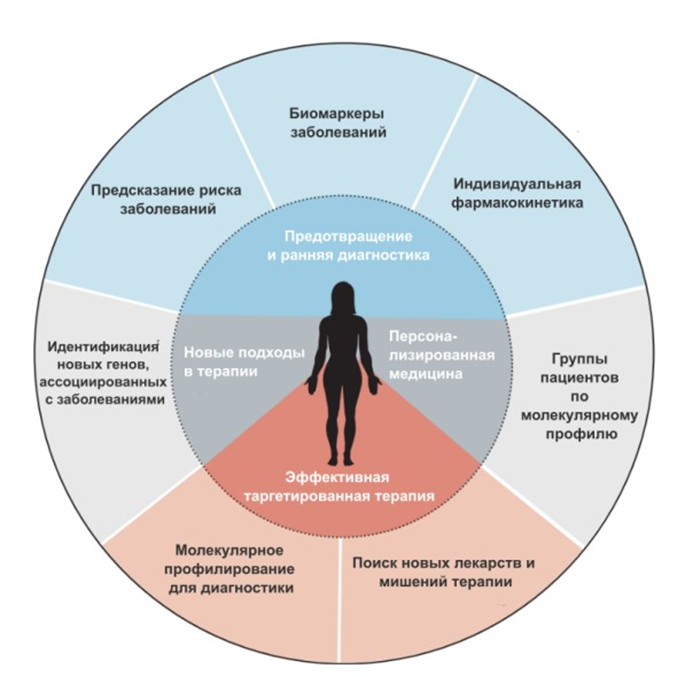 Биомаркеры
заболеваний
Предсказание риска
заболеваний
Индивидуальная
фармакокинетика
Предотвращение
и ранняя диагностика
Идентификация
новых генов,
ассоциированных
с заболеваниями
Новые подходы
в терапии
Персона-
лизированная
медицина
Группы
пациентов
по
молекулярному
профилю
Эффективная
таргетированная терапия
Молекулярное
профилирование
для диагностики
Поиск новых лекарств и
мишений терапии